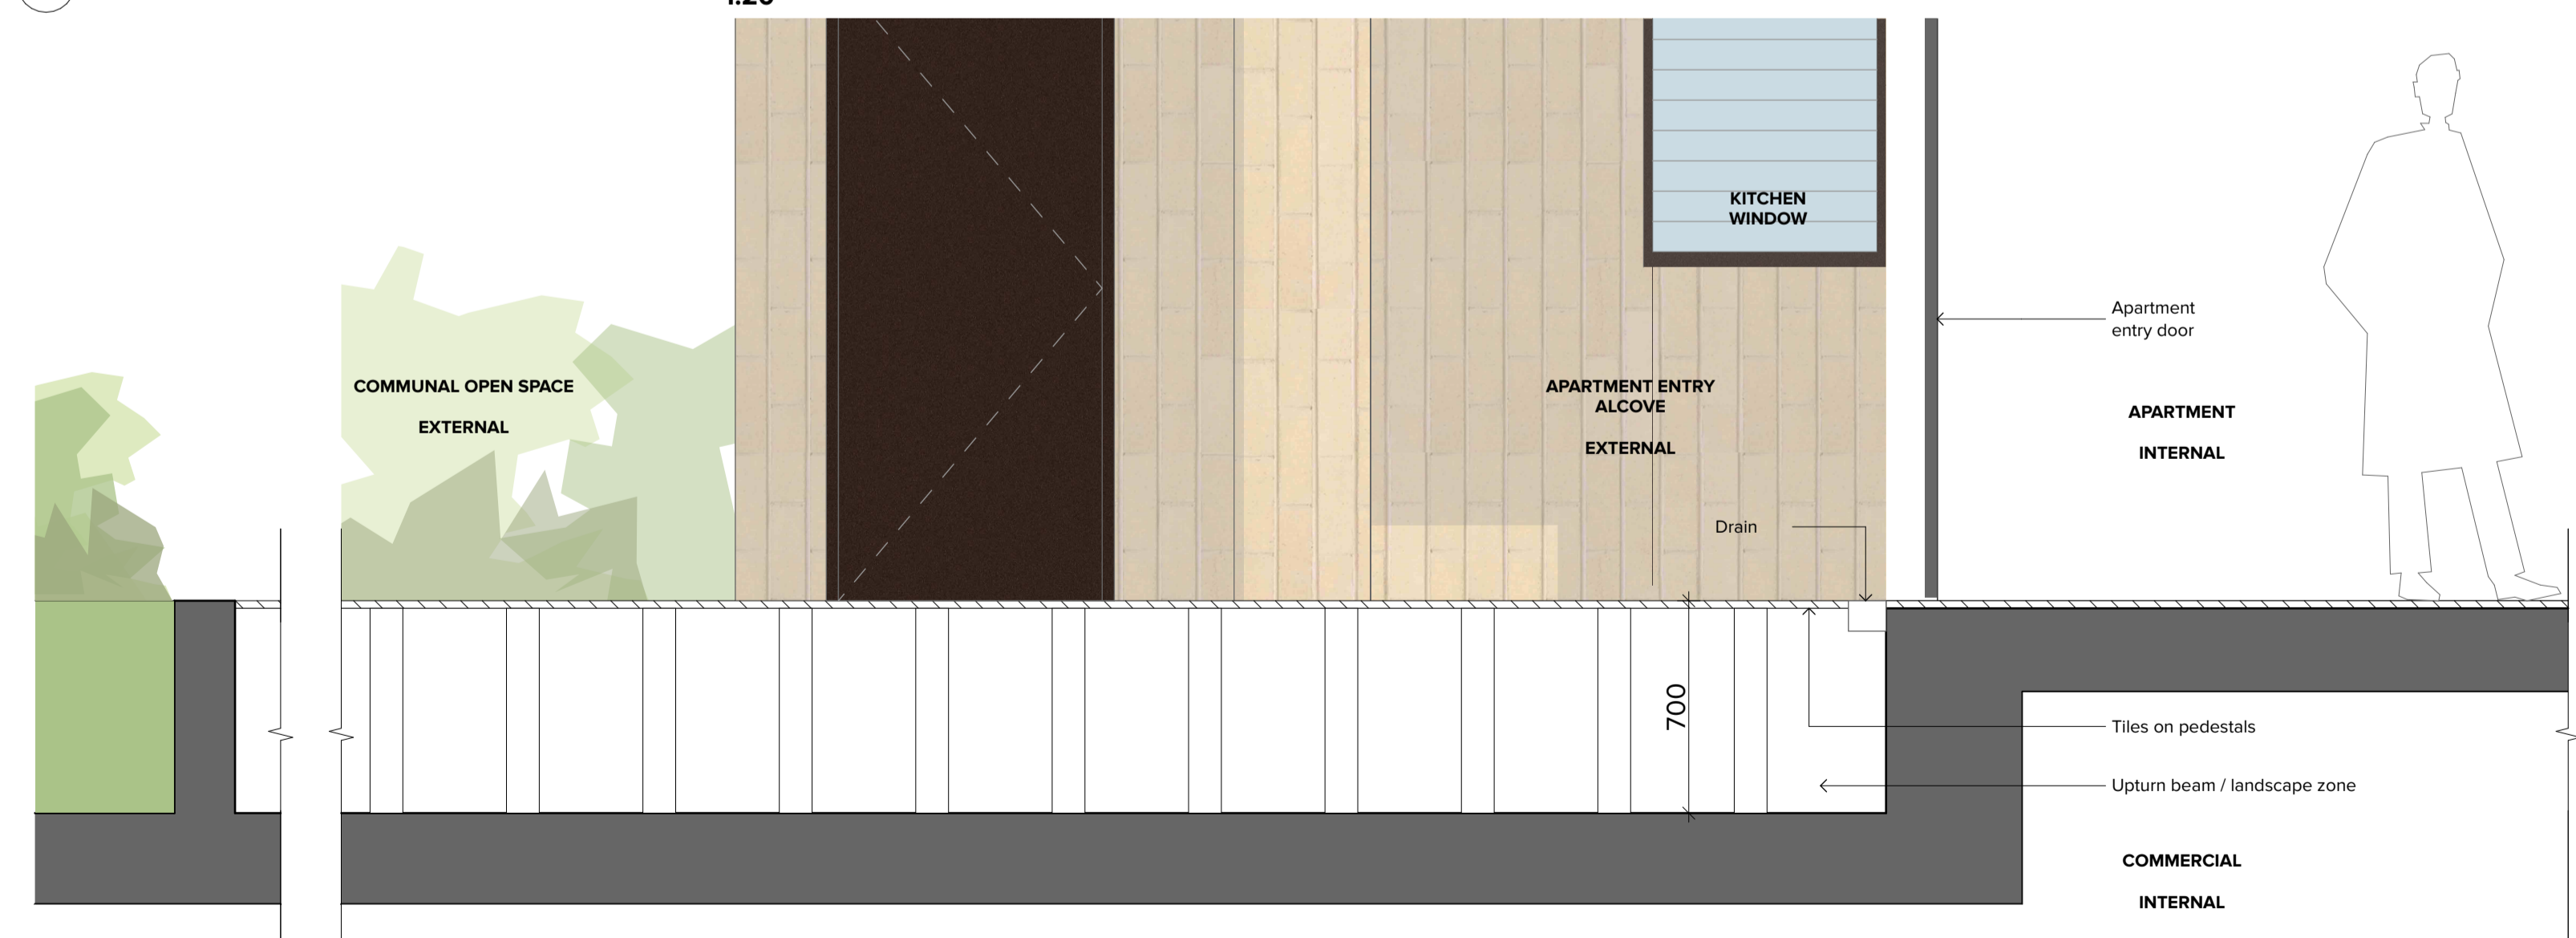 COMMUNAL OPEN SPACE
EXTERNAL
KITCHEN
WINDOW
APARTMENT ENTRY
ALCOVE
EXTERNAL
Drain
Apartment
entry door
APARTMENT
INTERNAL
700
Tiles on pedestals
Upturn beam / landscape zone
COMMERCIAL
INTERNAL